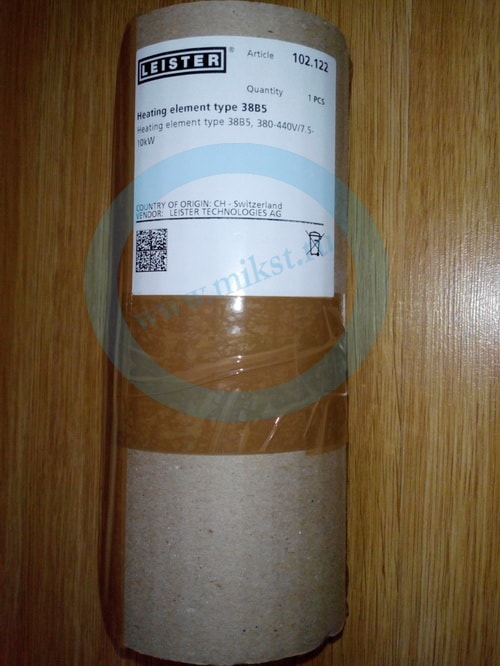 LEISTER®
Article 102.122
Quantity 1 PCS
Heating element type 38B5
Heating element type 38B5, 380-440V/7.5-
10kW
COUNTRY OF ORIGIN: CH - Switzerland
VENDOR: LEISTER TECHNOLOGIES AG
www.mikst.ru